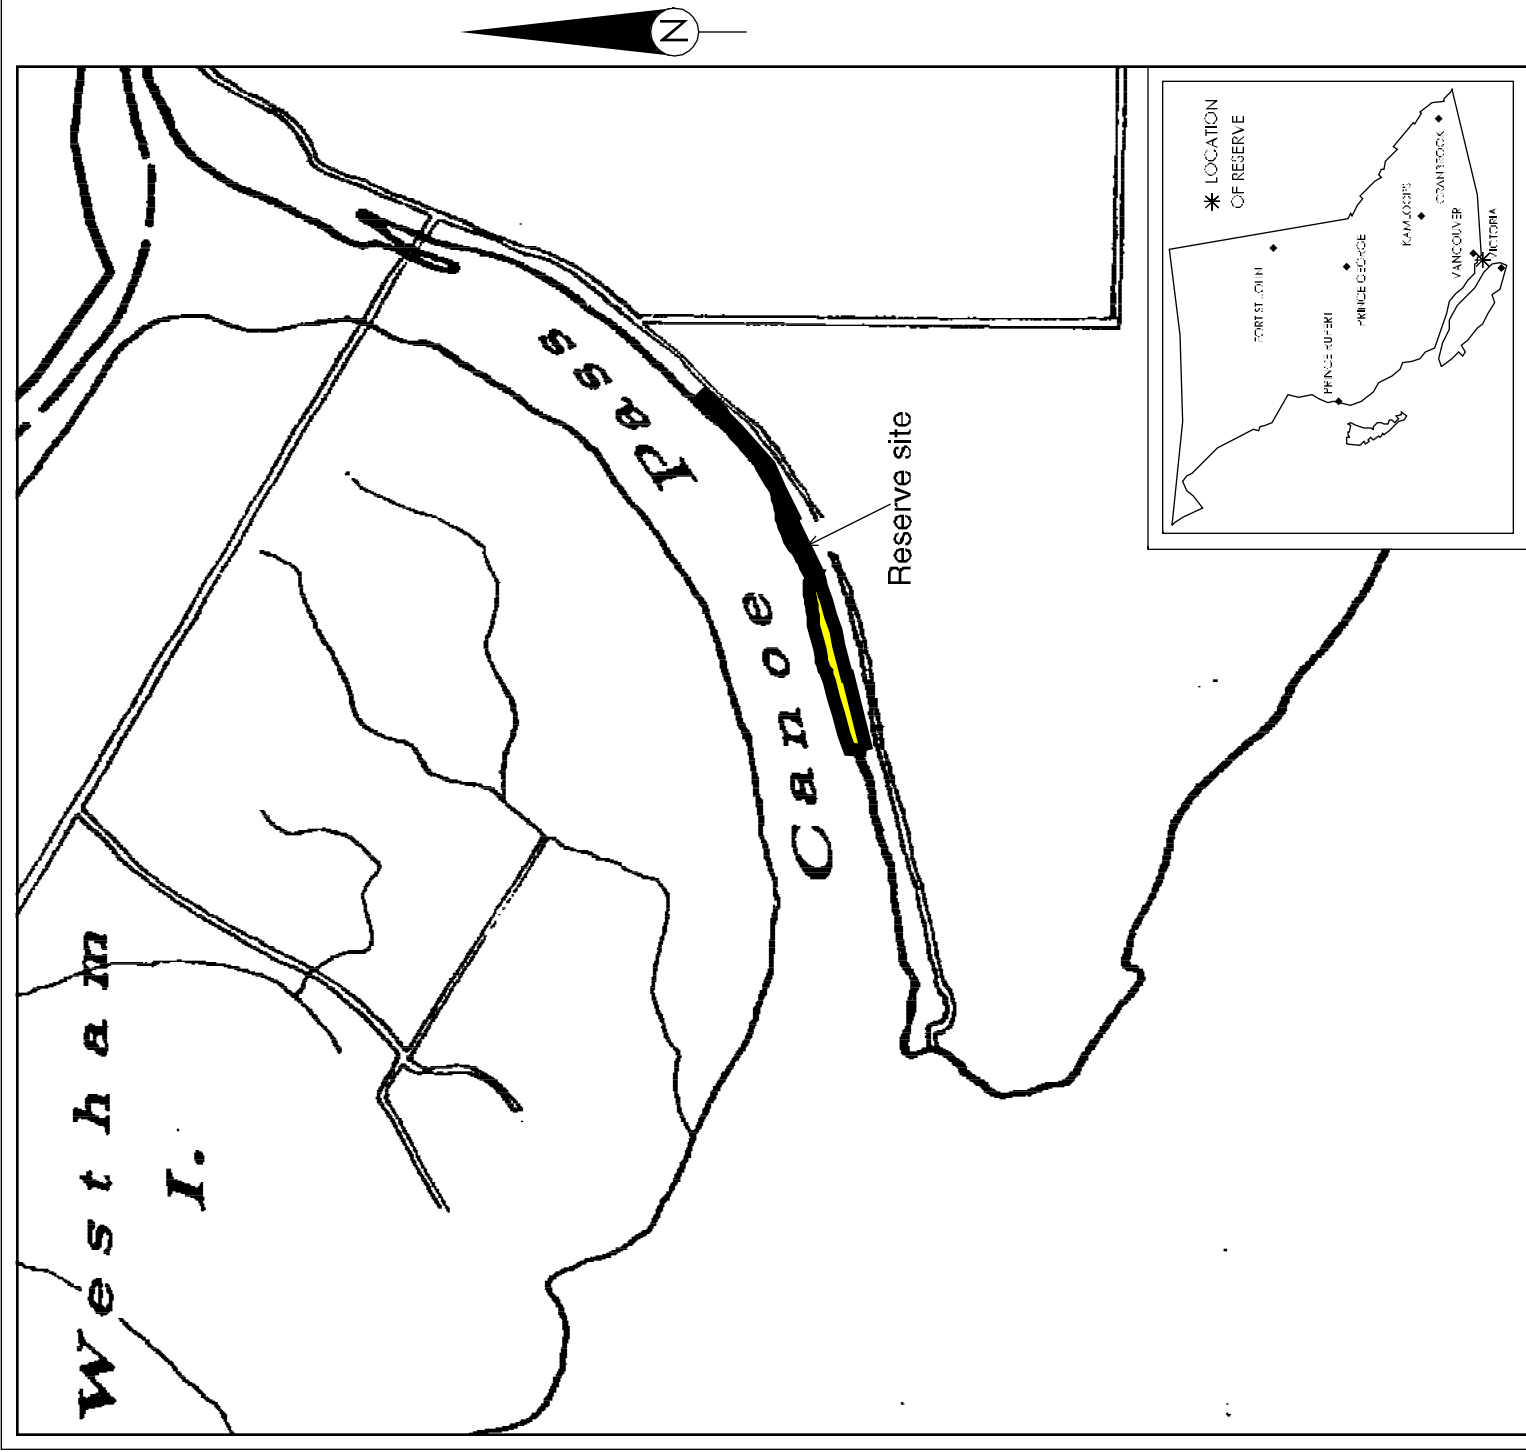 N
Westham
I.
Canoe Pass
Reserve site
LOCATION
OF RESERVE
FORT ST. JOHN
PRINCE RUPERT
PRINCE GEORGE
KAMLOOPS
CRANBROOK
VANCOUVER
VICTORIA